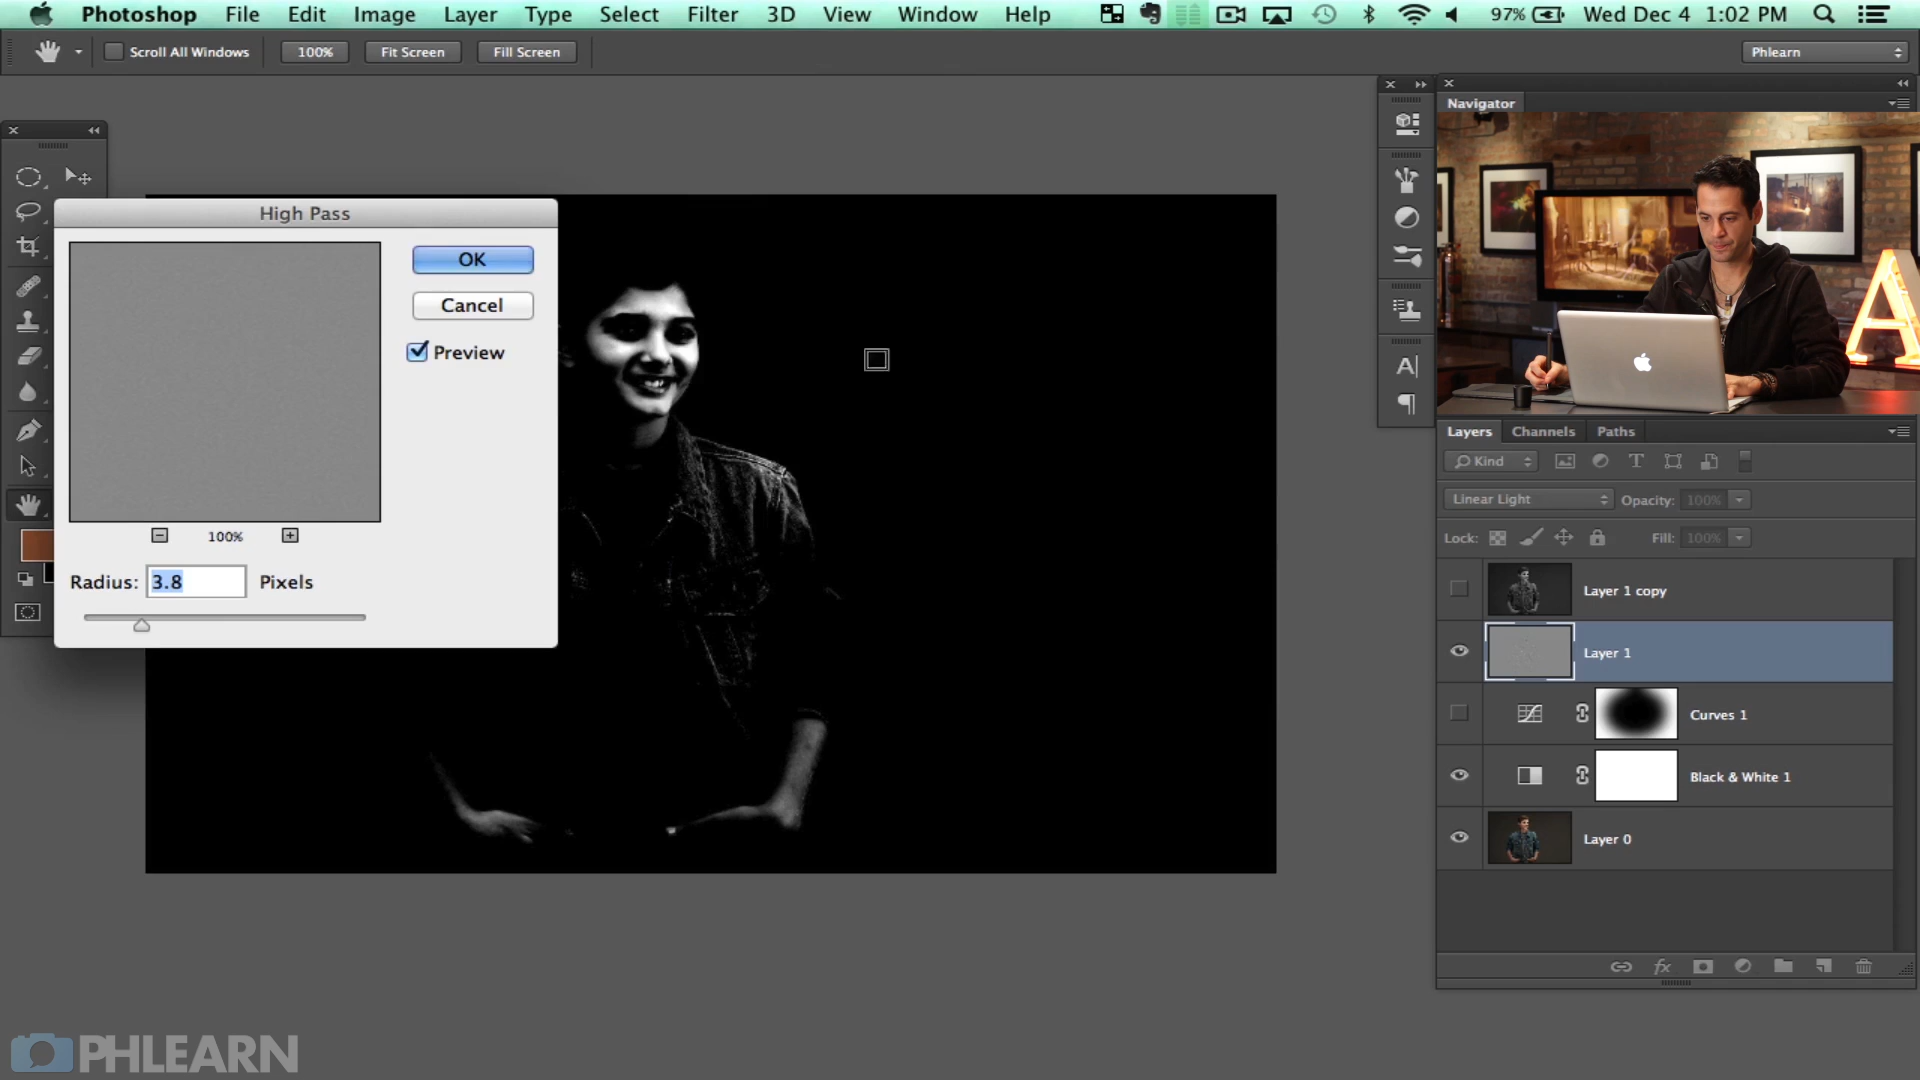 Photoshop File Edit Image Layer Type Select Filter 3D View Window Help 97% Wed Dec 4 1:02 PM
Scroll All Windows 100% Fit Screen Fill Screen Phlearn
Navigator
High Pass
OK
Cancel
Preview
100%
Radius: 3.8 Pixels
A
Layers Channels Paths
Kind
Linear Light Opacity: 100%
Lock: Fill: 100%
Layer 1 copy
Layer 1
Curves 1
Black & White 1
Layer 0
PHLEARN